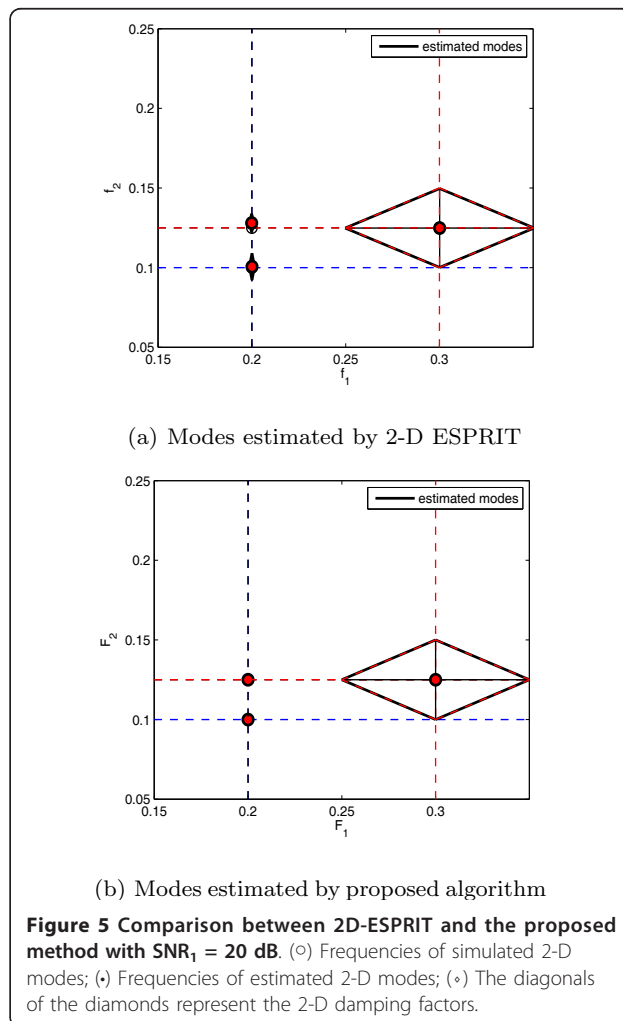 estimated modes
0.25
0.2
0.15
0.1
0.05
f_2
0.15
0.2
0.25
0.3
f_1
(a) Modes estimated by 2-D ESPRIT
estimated modes
0.25
0.2
0.15
0.1
0.05
F_2
0.15
0.2
0.25
0.3
F_1
(b) Modes estimated by proposed algorithm
Figure 5 Comparison between 2D-ESPRIT and the proposed
method with SNR₁ = 20 dB. (○) Frequencies of simulated 2-D
modes; (•) Frequencies of estimated 2-D modes; (⋄) The diagonals
of the diamonds represent the 2-D damping factors.